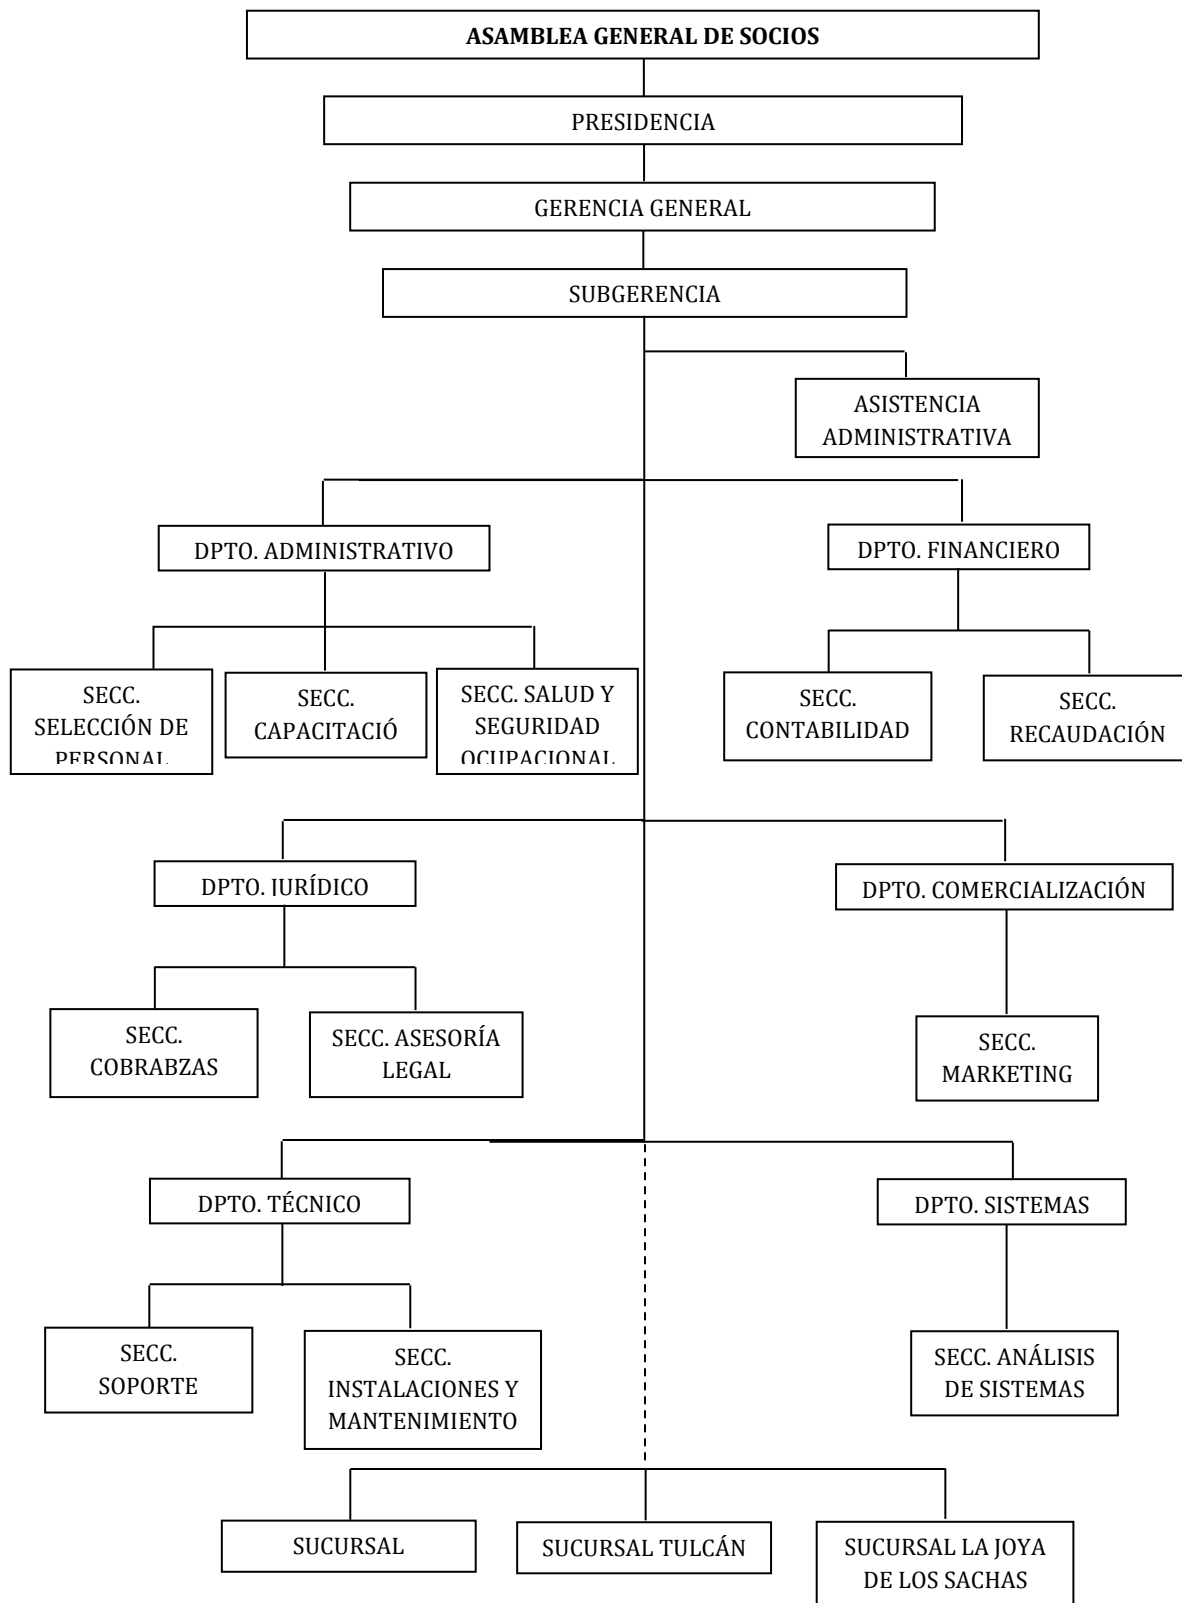 ASAMBLEA GENERAL DE SOCIOS
PRESIDENCIA
GERENCIA GENERAL
SUBGERENCIA
ASISTENCIA
ADMINISTRATIVA
DPTO. ADMINISTRATIVO
DPTO. FINANCIERO
SECC.
SELECCIÓN DE
PERSONAL
SECC.
CAPACITACIÓ
SECC. SALUD Y
SEGURIDAD
OCUPACIONAL
SECC.
CONTABILIDAD
SECC.
RECAUDACIÓN
DPTO. JURÍDICO
DPTO. COMERCIALIZACIÓN
SECC.
COBRABZAS
SECC. ASESORÍA
LEGAL
SECC.
MARKETING
DPTO. TÉCNICO
DPTO. SISTEMAS
SECC.
SOPORTE
SECC.
INSTALACIONES Y
MANTENIMIENTO
SECC. ANÁLISIS
DE SISTEMAS
SUCURSAL
SUCURSAL TULCÁN
SUCURSAL LA JOYA
DE LOS SACHAS